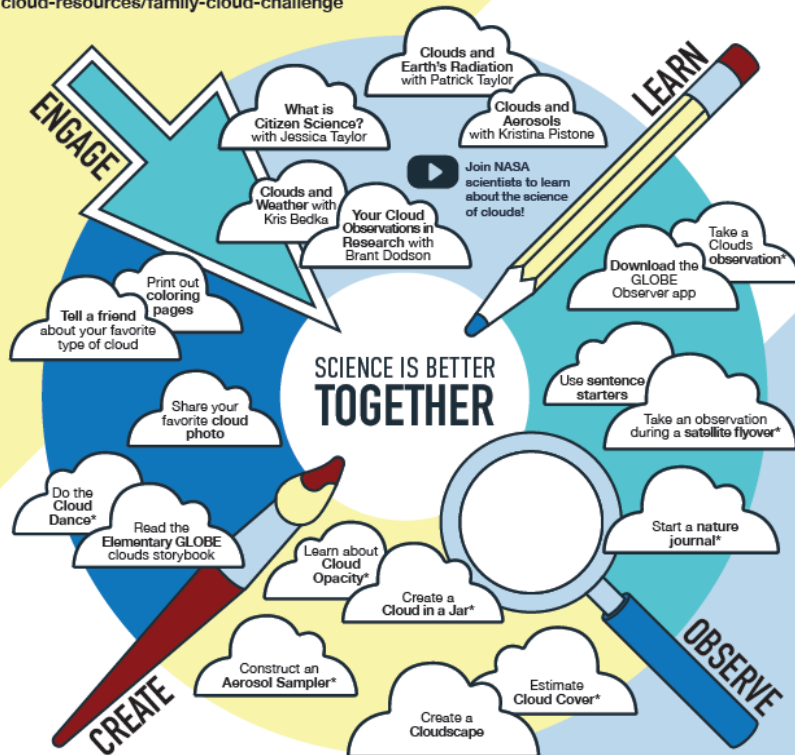 cloud-resources/family-cloud-challenge
ENGAGE
LEARN
Clouds and
Earth's Radiation
with Patrick Taylor
What is
Citizen Science?
with Jessica Taylor
Clouds and
Aerosols
with Kristina Pistone
Join NASA
scientists to learn
about the science
of clouds!
Clouds and
Weather with
Kris Bedka
Your Cloud
Observations in
Research with
Brant Dodson
Take a
Clouds
observation*
Download the
GLOBE
Observer app
Print out
coloring
pages
Tell a friend
about your favorite
type of cloud
SCIENCE IS BETTER
TOGETHER
Use sentence
starters
Take an observation
during a satellite flyover*
Share your
favorite cloud
photo
Do the
Cloud
Dance*
Read the
Elementary GLOBE
clouds storybook
Start a nature
journal*
Learn about
Cloud
Opacity*
Create a
Cloud in a Jar*
Construct an
Aerosol Sampler*
Estimate
Cloud Cover*
Create a
Cloudscape
CREATE
OBSERVE